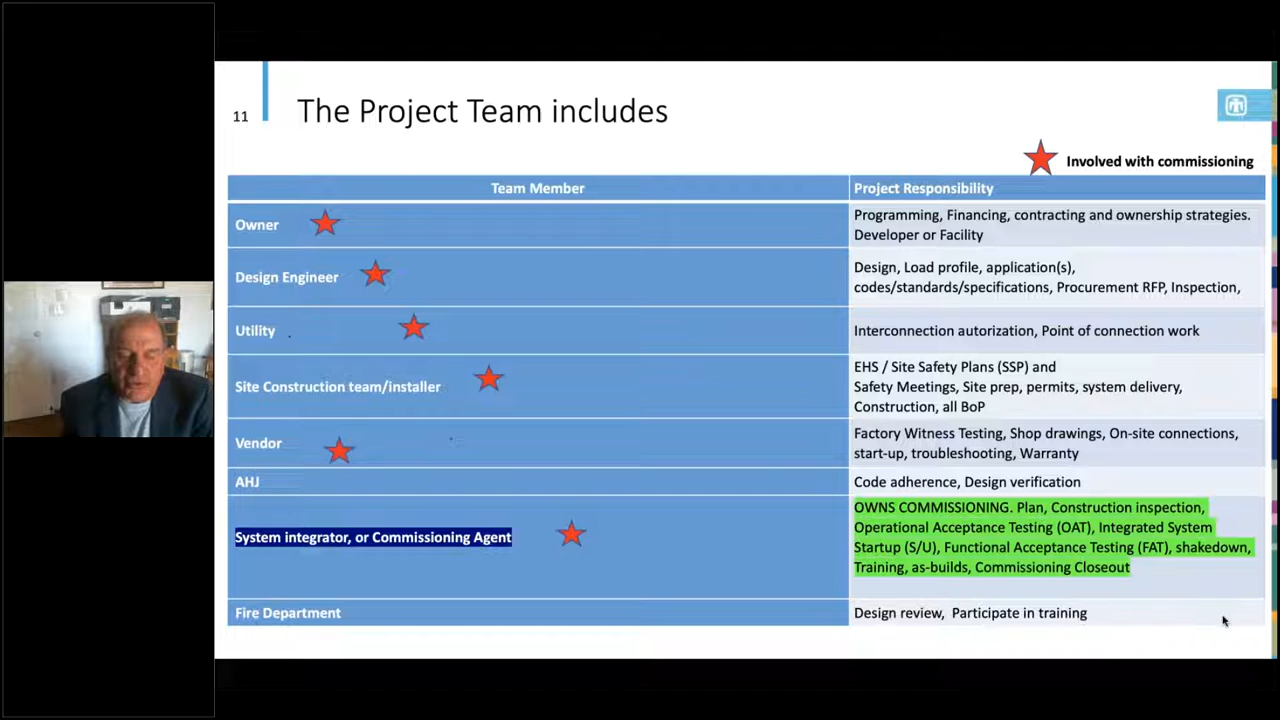 11
The Project Team includes
Involved with commissioning
Team Member
Project Responsibility
Owner
Programming, Financing, contracting and ownership strategies.
Developer or Facility
Design Engineer
Design, Load profile, application(s),
codes/standards/specifications, Procurement RFP, Inspection,
Utility
Interconnection autorization, Point of connection work
Site Construction team/installer
EHS / Site Safety Plans (SSP) and
Safety Meetings, Site prep, permits, system delivery,
Construction, all BoP
Vendor
Factory Witness Testing, Shop drawings, On-site connections,
start-up, troubleshooting, Warranty
AHJ
Code adherence, Design verification
System integrator, or Commissioning Agent
OWNS COMMISSIONING. Plan, Construction inspection,
Operational Acceptance Testing (OAT), Integrated System
Startup (S/U), Functional Acceptance Testing (FAT), shakedown,
Training, as-builds, Commissioning Closeout
Fire Department
Design review, Participate in training